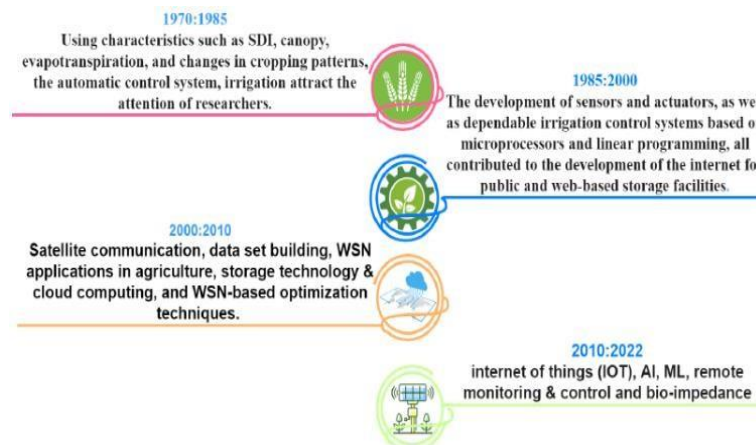 1970:1985
Using characteristics such as SDI, canopy,
evapotranspiration, and changes in cropping patterns,
the automatic control system, irrigation attract the
attention of researchers.
1985:2000
The development of sensors and actuators, as we
as dependable irrigation control systems based o
microprocessors and linear programming, all
contributed to the development of the internet fo
public and web-based storage facilities.
2000:2010
Satellite communication, data set building, WSN
applications in agriculture, storage technology &
cloud computing, and WSN-based optimization
techniques.
2010:2022
internet of things (IOT), AI, ML, remote
monitoring & control and bio-impedance